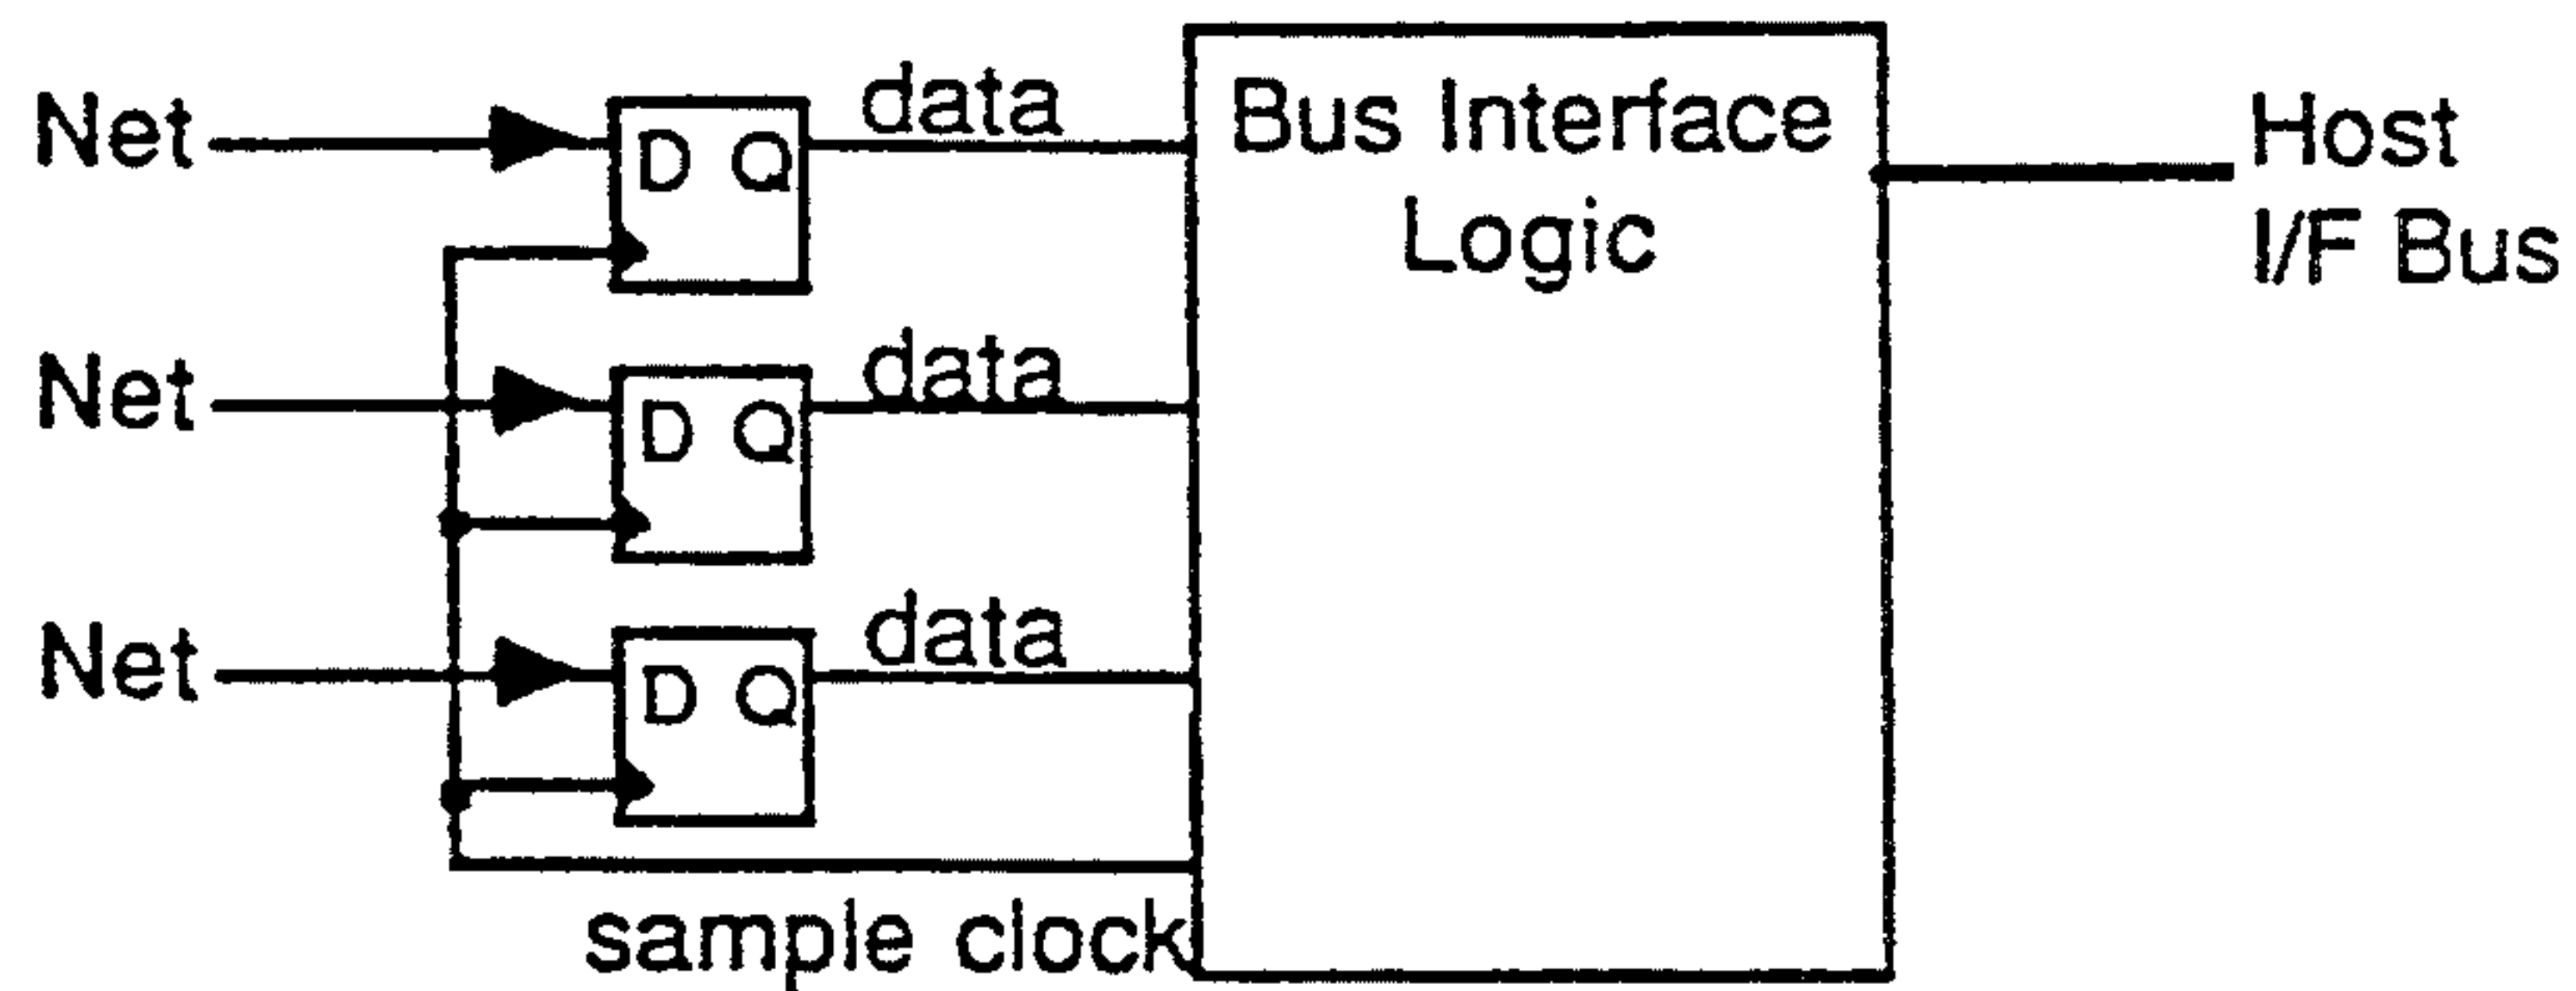 Net
D Q
data
Bus Interface
Logic
Host
I/F Bus
Net
D Q
data
Net
D Q
data
sample clock